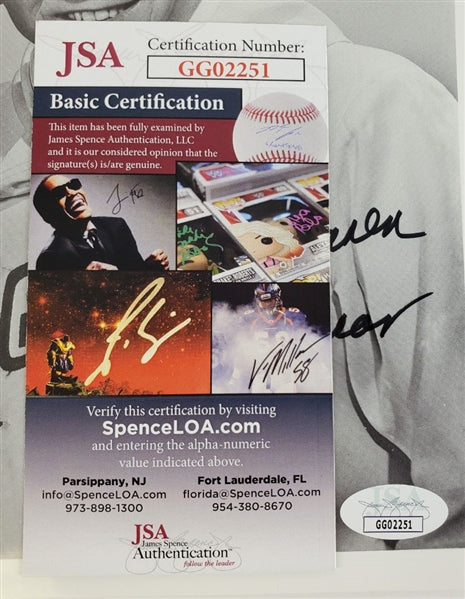 JSA
Certification Number:
GG02251
Basic Certification
This item has been fully examined by
James Spence Authentication, LLC
and it is our considered opinion that the
signature(s) is/are genuine.
58
Verify this certification by visiting
SpenceLOA.com
and entering the alpha-numeric
value indicated above.
Parsippany, NJ
info@SpenceLOA.com
973-898-1300
Fort Lauderdale, FL
florida@SpenceLOA.com
954-380-8670
JSA
James Spence
Authentication™
follow the leader
JSA
GG02251